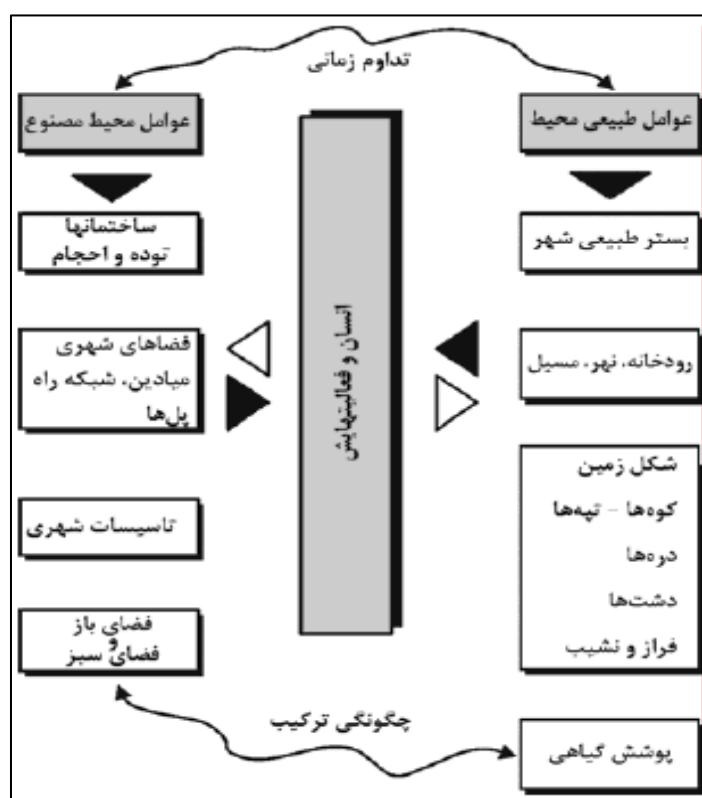 تداوم زمانی
عوامل طبیعی محیط
بستر طبیعی شهر
رودخانه، نهر، مسیل
شکل زمین
کوه‌ها - تپه‌ها
دره‌ها
دشت‌ها
فراز و نشیب
پوشش گیاهی
انسان و فعالیتهایش
عوامل محیط مصنوع
ساختمانها
توده و احجام
فضاهای شهری
میادین، شبکه راه
پل‌ها
تاسیسات شهری
فضای باز
و
فضای سبز
چگونگی ترکیب